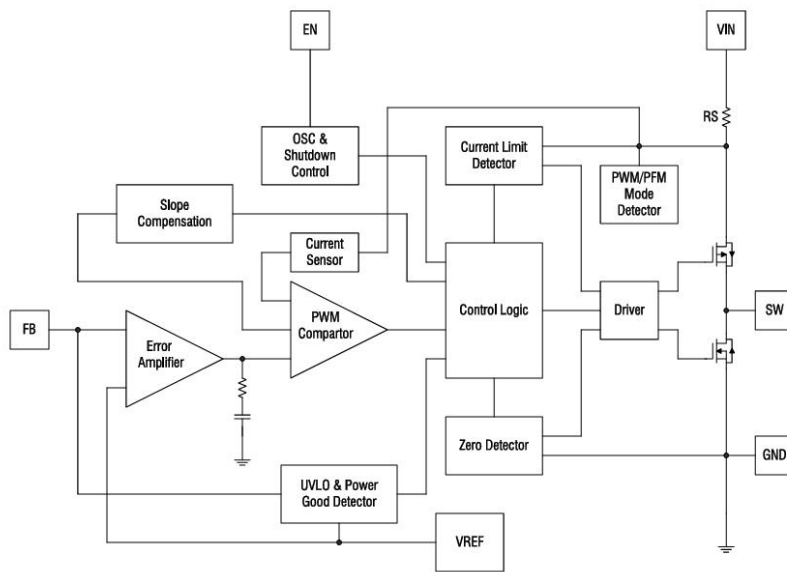 EN
VIN
RS
OSC &
Shutdown
Control
Current Limit
Detector
PWM/PFM
Mode
Detector
Slope
Compensation
Current
Sensor
PWM
Compartor
Control Logic
Driver
SW
FB
Error
Amplifier
Zero Detector
GND
UVLO & Power
Good Detector
VREF